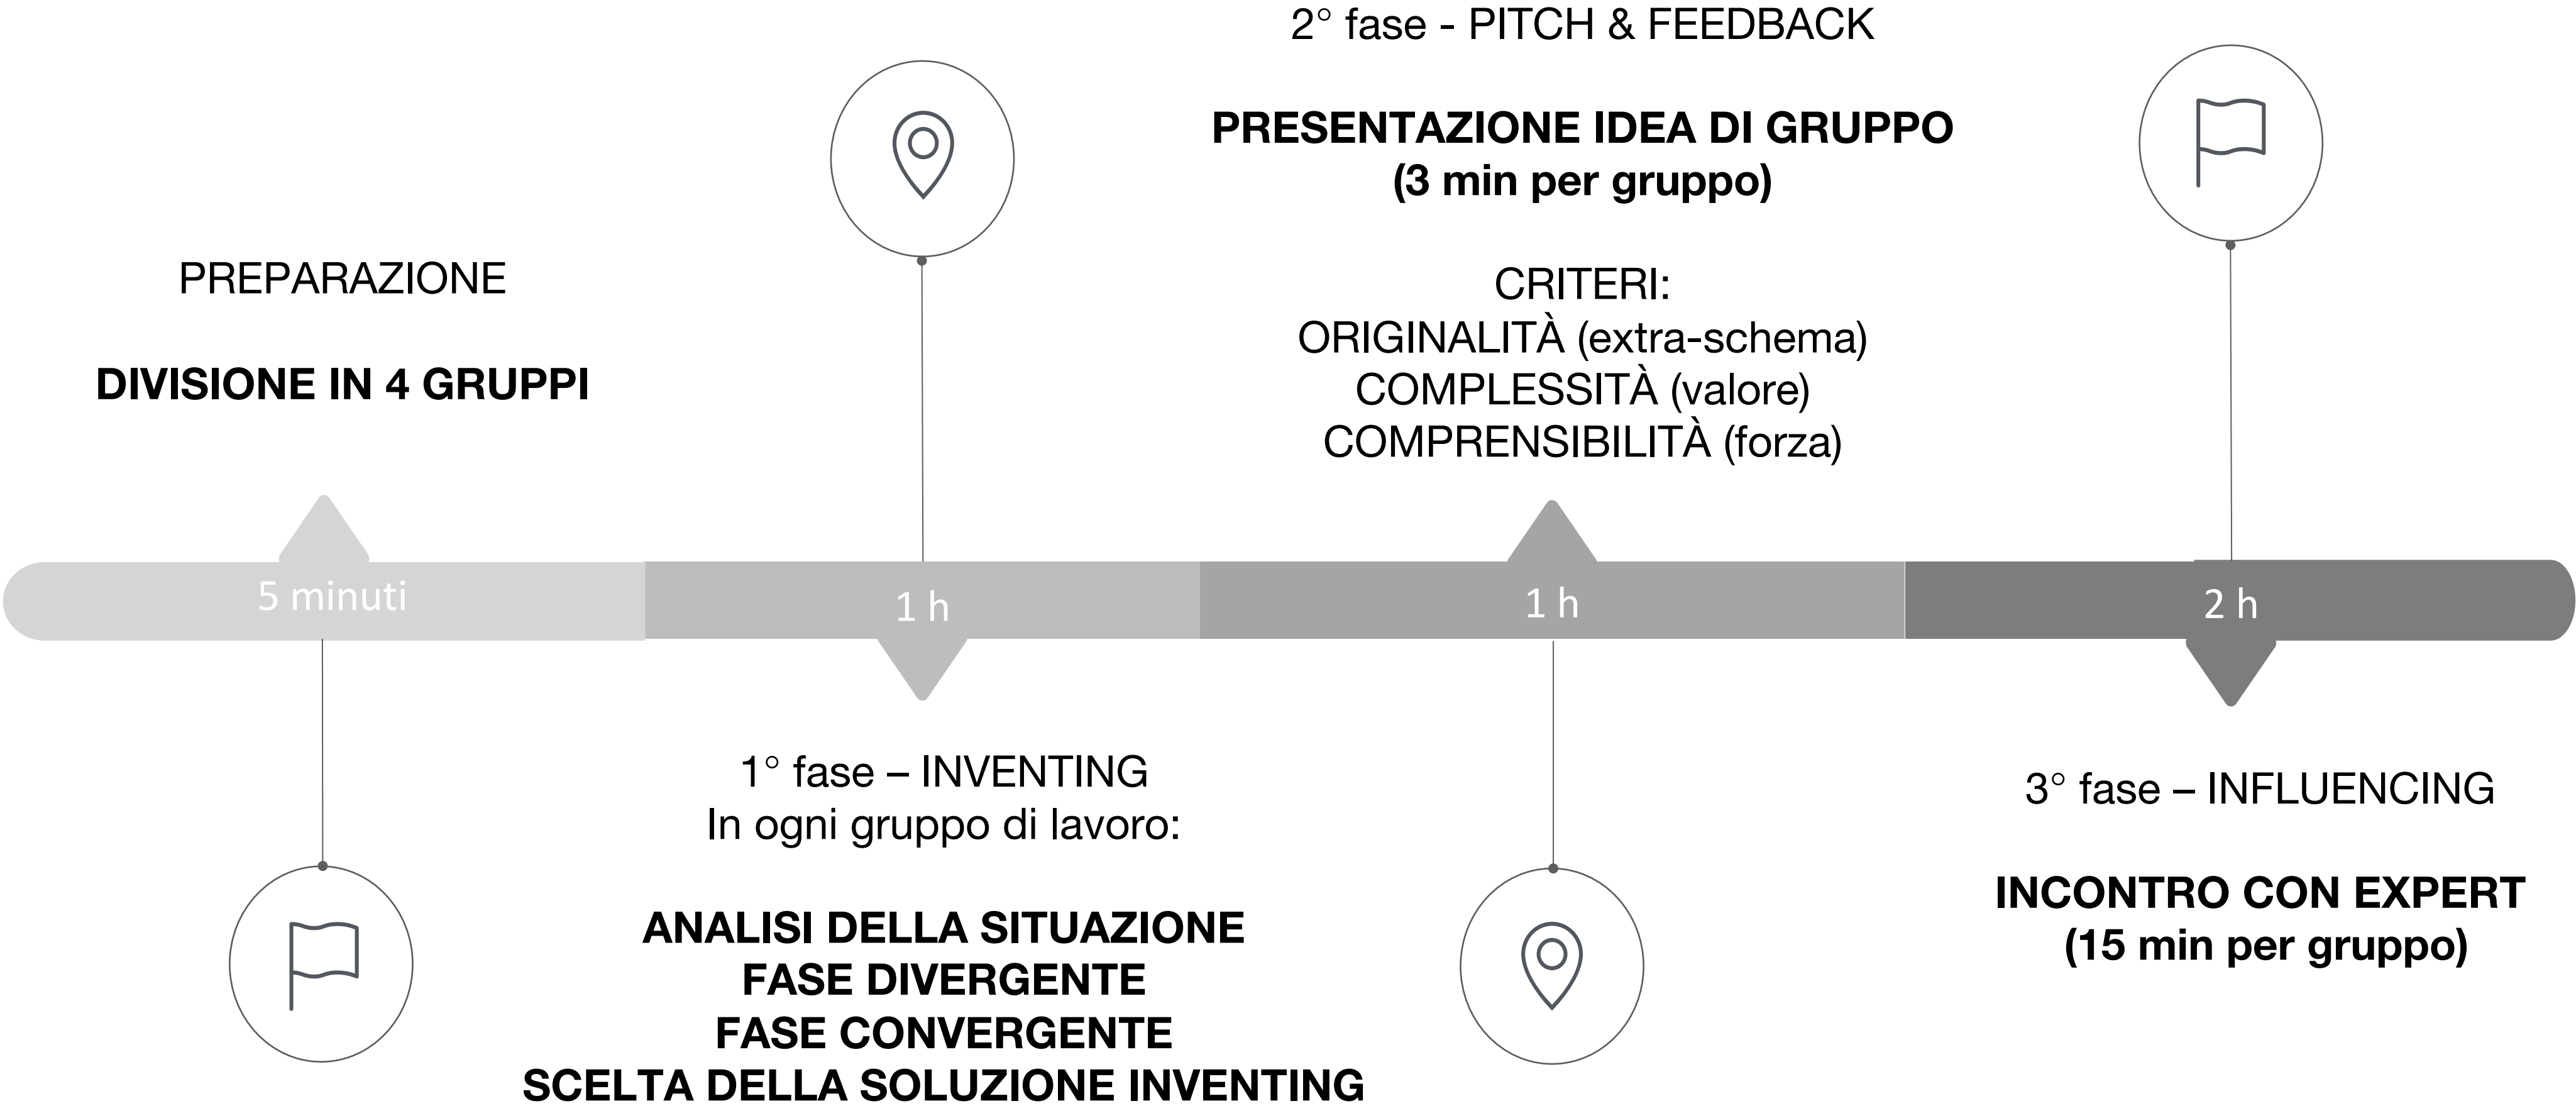 PREPARAZIONE
DIVISIONE IN 4 GRUPPI
5 minuti
1 h
1° fase – INVENTING
In ogni gruppo di lavoro:
ANALISI DELLA SITUAZIONE
FASE DIVERGENTE
FASE CONVERGENTE
SCELTA DELLA SOLUZIONE INVENTING
2° fase - PITCH & FEEDBACK
PRESENTAZIONE IDEA DI GRUPPO
(3 min per gruppo)
CRITERI:
ORIGINALITÀ (extra-schema)
COMPLESSITÀ (valore)
COMPRENSIBILITÀ (forza)
1 h
2 h
3° fase – INFLUENCING
INCONTRO CON EXPERT
(15 min per gruppo)